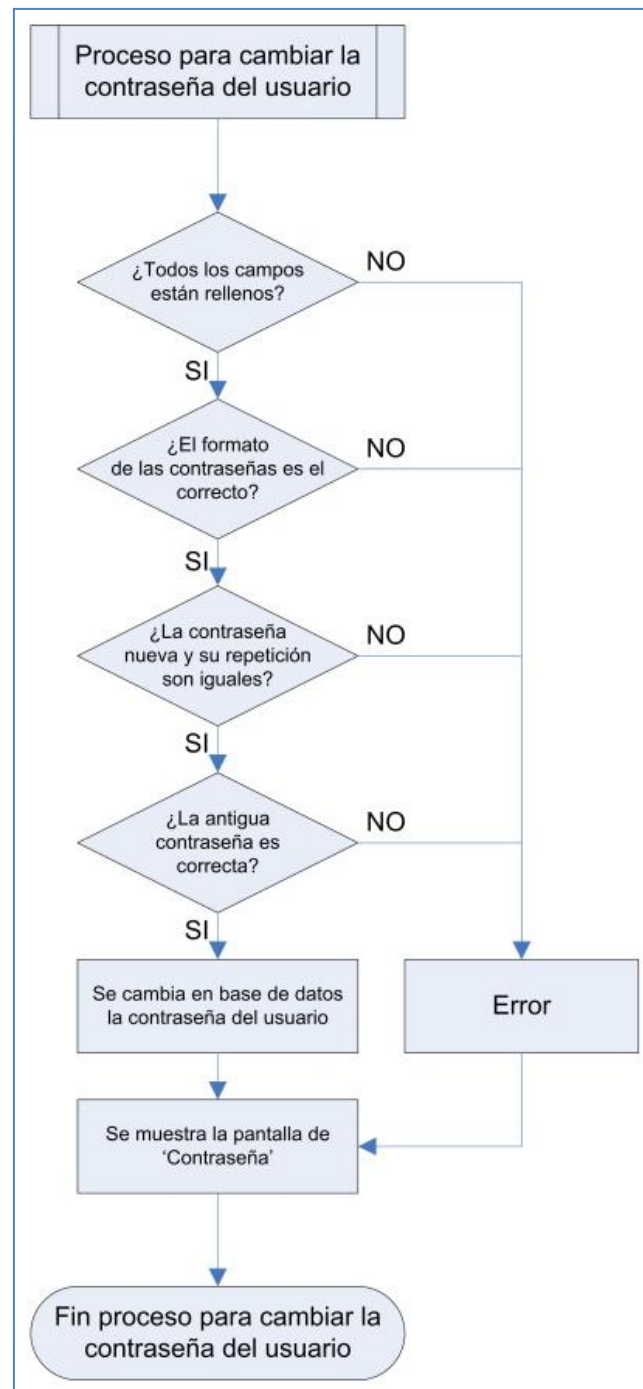 Proceso para cambiar la
contraseña del usuario
¿Todos los campos
están rellenos?
NO
SI
¿El formato
de las contraseñas es el
correcto?
NO
SI
¿La contraseña
nueva y su repetición
son iguales?
NO
SI
¿La antigua
contraseña es
correcta?
NO
SI
Se cambia en base de datos
la contraseña del usuario
Error
Se muestra la pantalla de
‘Contraseña’
Fin proceso para cambiar la
contraseña del usuario